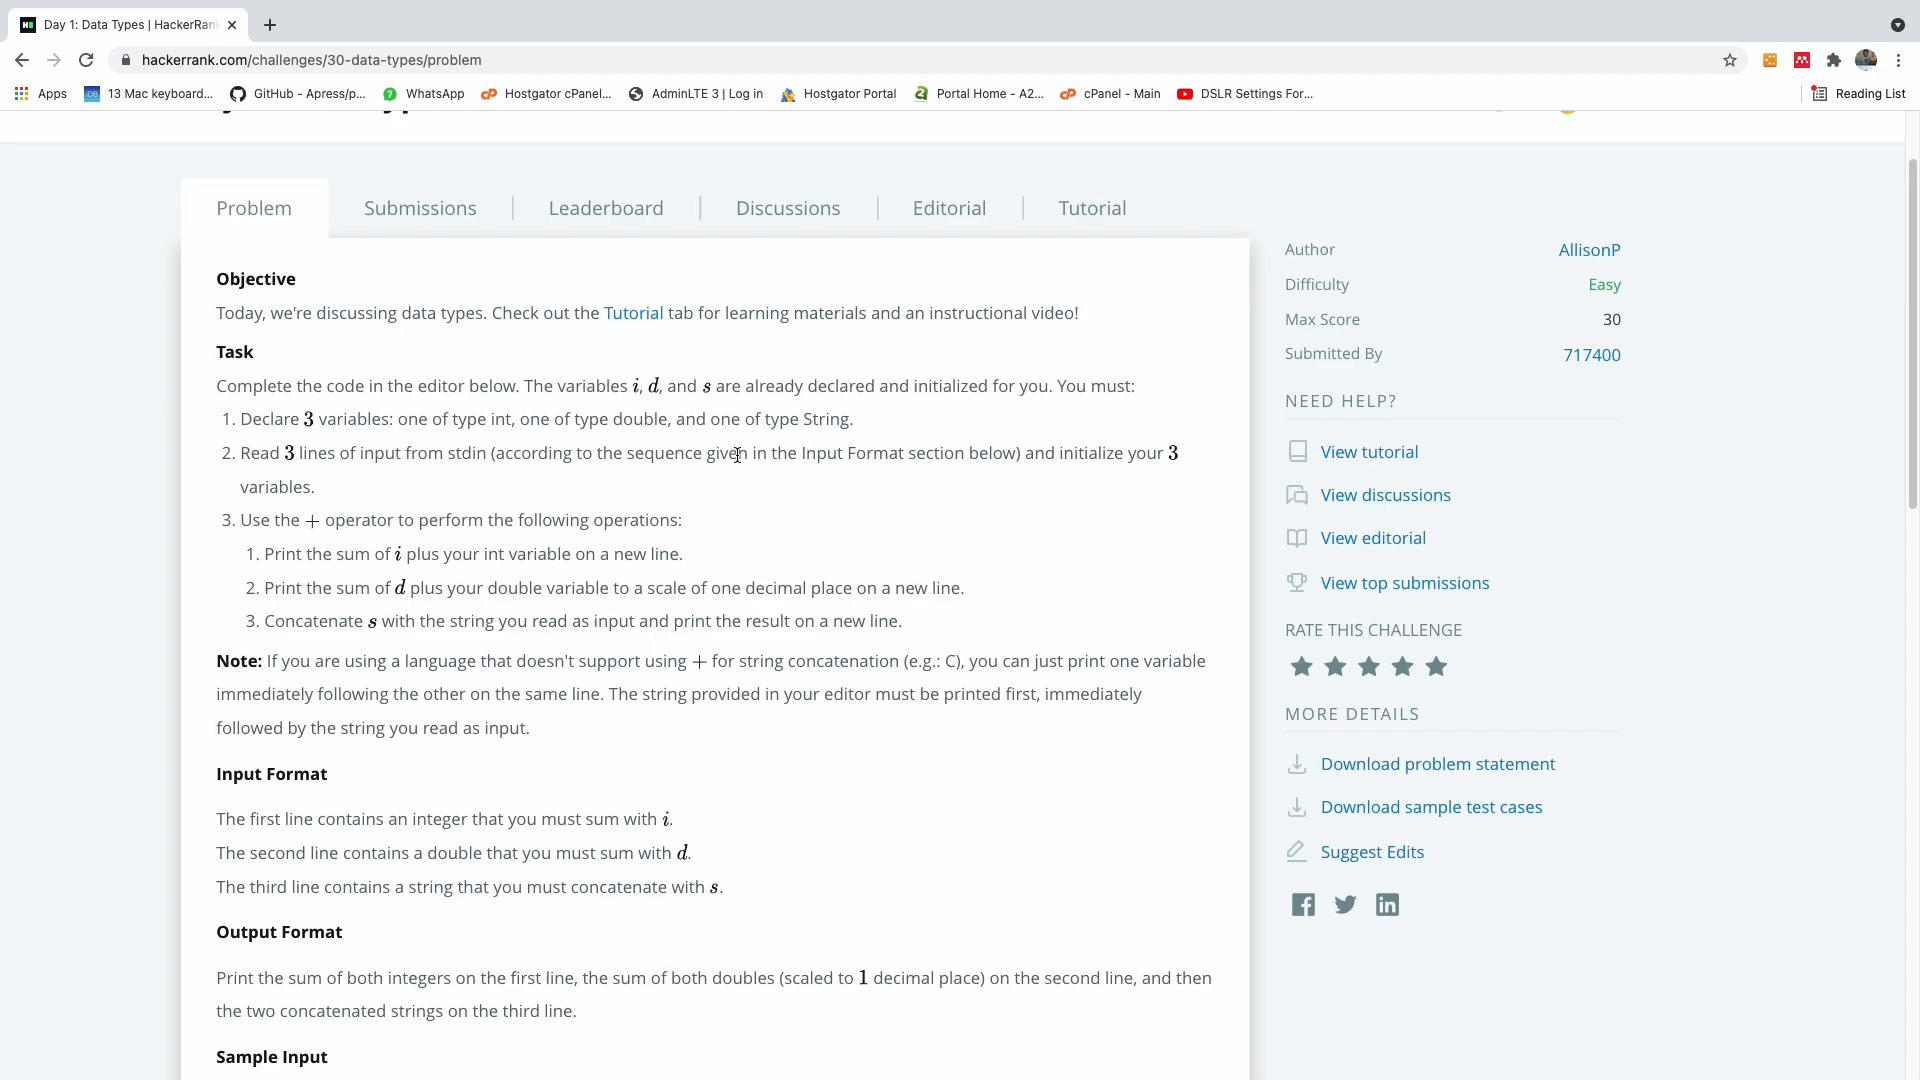 Day 1: Data Types | HackerRan
hackerrank.com/challenges/30-data-types/problem
Apps 13 Mac keyboard... GitHub - Apress/p... WhatsApp Hostgator cPanel... AdminLTE 3 | Log in Hostgator Portal Portal Home - A2... cPanel - Main DSLR Settings For... Reading List
Problem Submissions Leaderboard Discussions Editorial Tutorial
Objective
Today, we're discussing data types. Check out the Tutorial tab for learning materials and an instructional video!
Task
Complete the code in the editor below. The variables i, d, and s are already declared and initialized for you. You must:
1. Declare 3 variables: one of type int, one of type double, and one of type String.
2. Read 3 lines of input from stdin (according to the sequence given in the Input Format section below) and initialize your 3
variables.
3. Use the + operator to perform the following operations:
1. Print the sum of i plus your int variable on a new line.
2. Print the sum of d plus your double variable to a scale of one decimal place on a new line.
3. Concatenate s with the string you read as input and print the result on a new line.
Note: If you are using a language that doesn't support using + for string concatenation (e.g.: C), you can just print one variable
immediately following the other on the same line. The string provided in your editor must be printed first, immediately
followed by the string you read as input.
Input Format
The first line contains an integer that you must sum with i.
The second line contains a double that you must sum with d.
The third line contains a string that you must concatenate with s.
Output Format
Print the sum of both integers on the first line, the sum of both doubles (scaled to 1 decimal place) on the second line, and then
the two concatenated strings on the third line.
Sample Input
Author AllisonP
Difficulty Easy
Max Score 30
Submitted By 717400
NEED HELP?
View tutorial
View discussions
View editorial
View top submissions
RATE THIS CHALLENGE
MORE DETAILS
Download problem statement
Download sample test cases
Suggest Edits